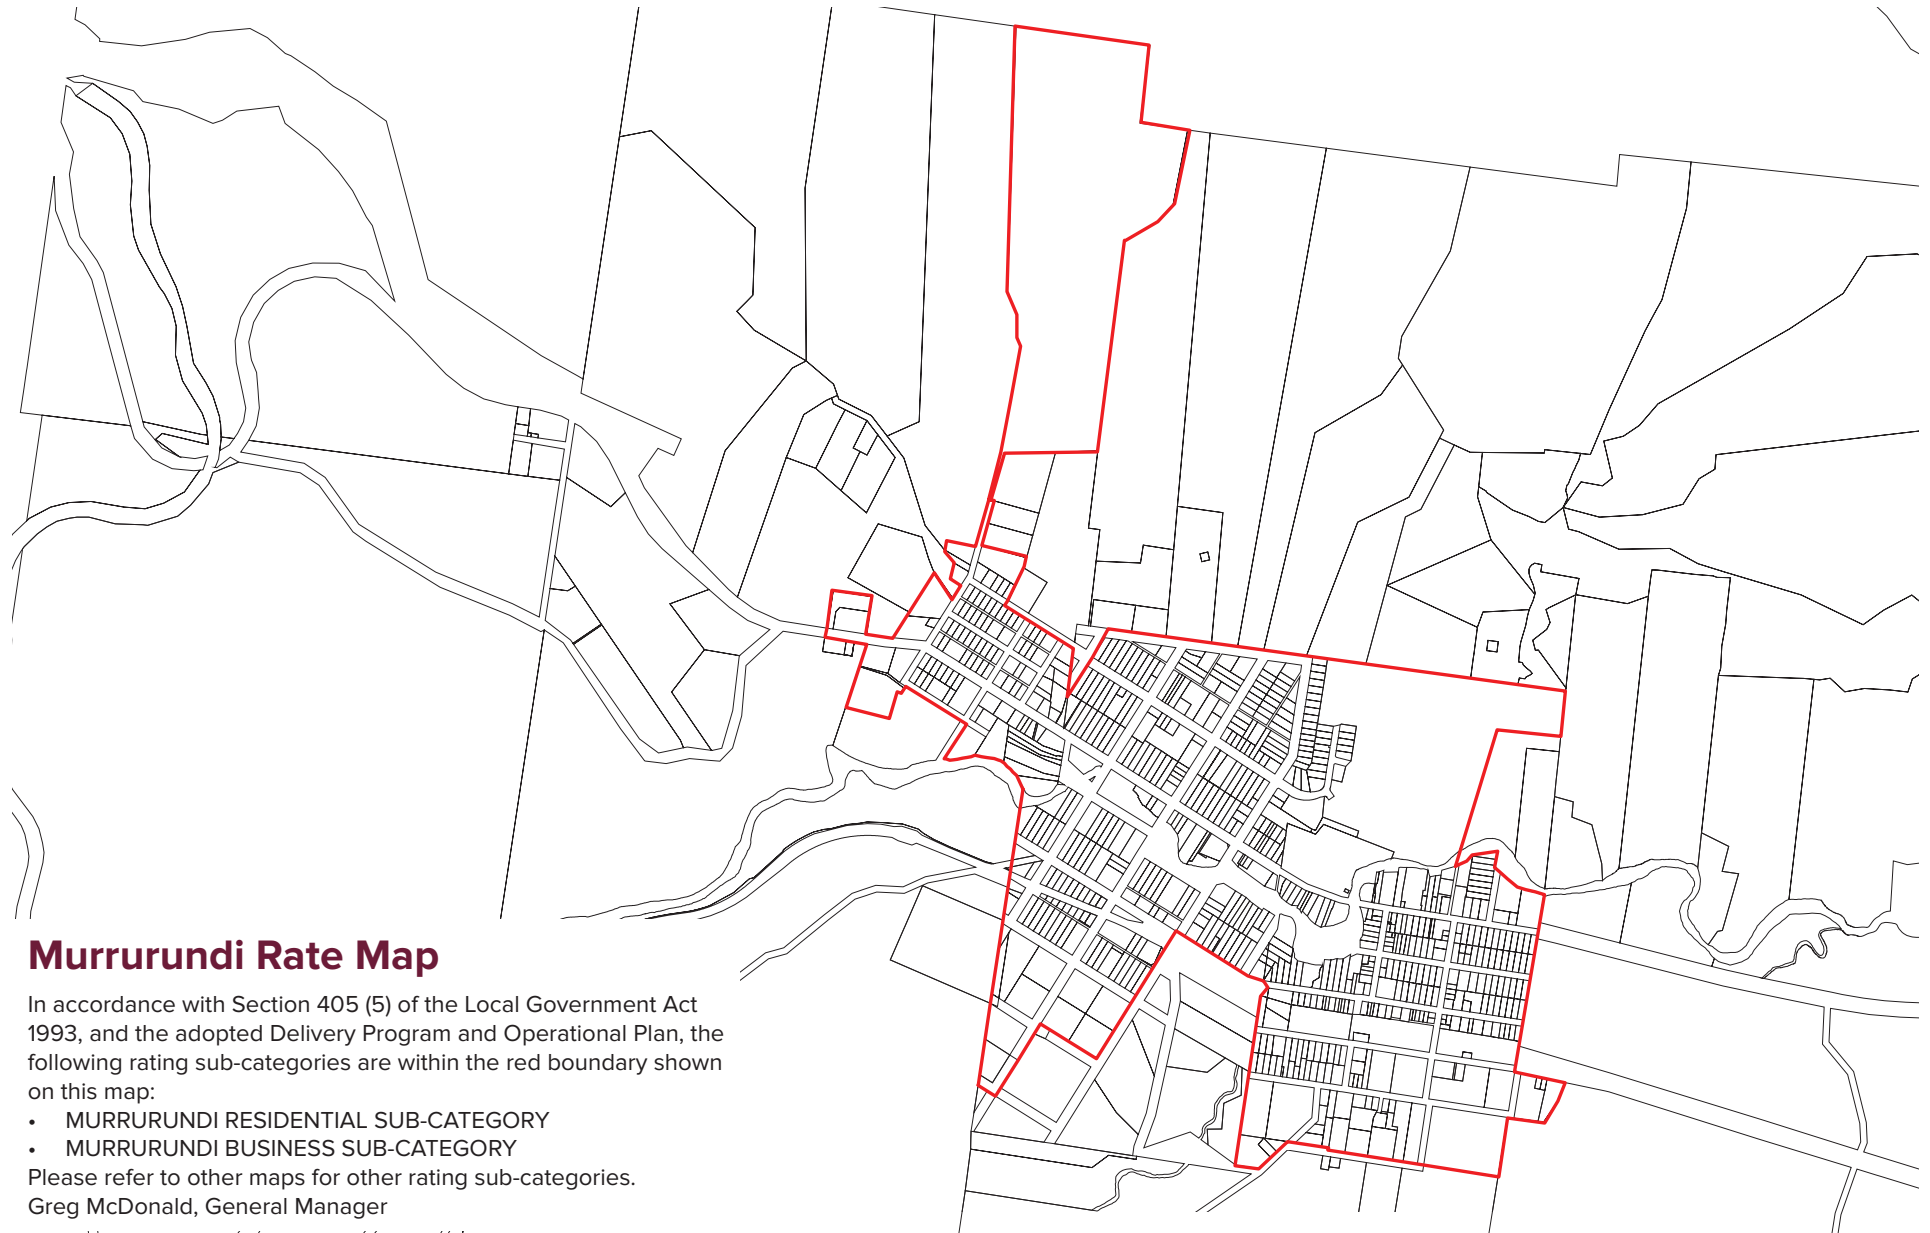 Murrurundi Rate Map
In accordance with Section 405 (5) of the Local Government Act
1993, and the adopted Delivery Program and Operational Plan, the
following rating sub-categories are within the red boundary shown
on this map:
• MURRURUNDI RESIDENTIAL SUB-CATEGORY
• MURRURUNDI BUSINESS SUB-CATEGORY
Please refer to other maps for other rating sub-categories.
Greg McDonald, General Manager